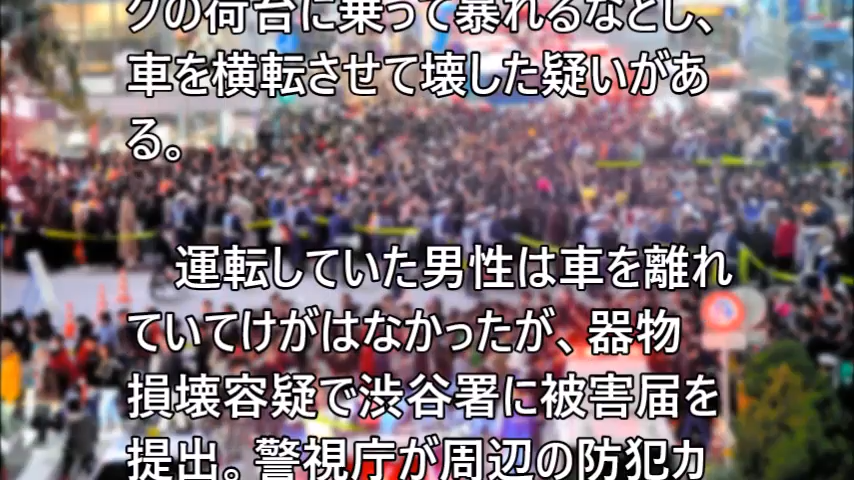 クの荷台に乗って暴れるなどし、
車を横転させて壊した疑いがあ
る。
運転していた男性は車を離れ
ていてけがはなかったが、器物
損壊容疑で渋谷署に被害届を
提出。警視庁が周辺の防犯カ